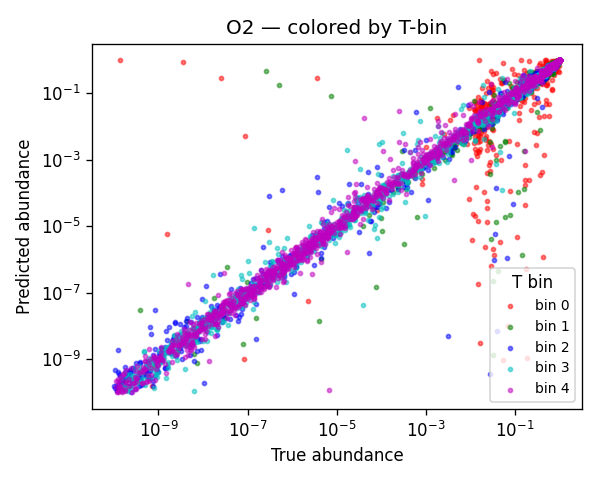 O2 — colored by T-bin
Predicted abundance
10⁻¹
10⁻³
10⁻⁵
10⁻⁷
10⁻⁹
T bin
bin 0
bin 1
bin 2
bin 3
bin 4
10⁻⁹ 10⁻⁷ 10⁻⁵ 10⁻³ 10⁻¹
True abundance